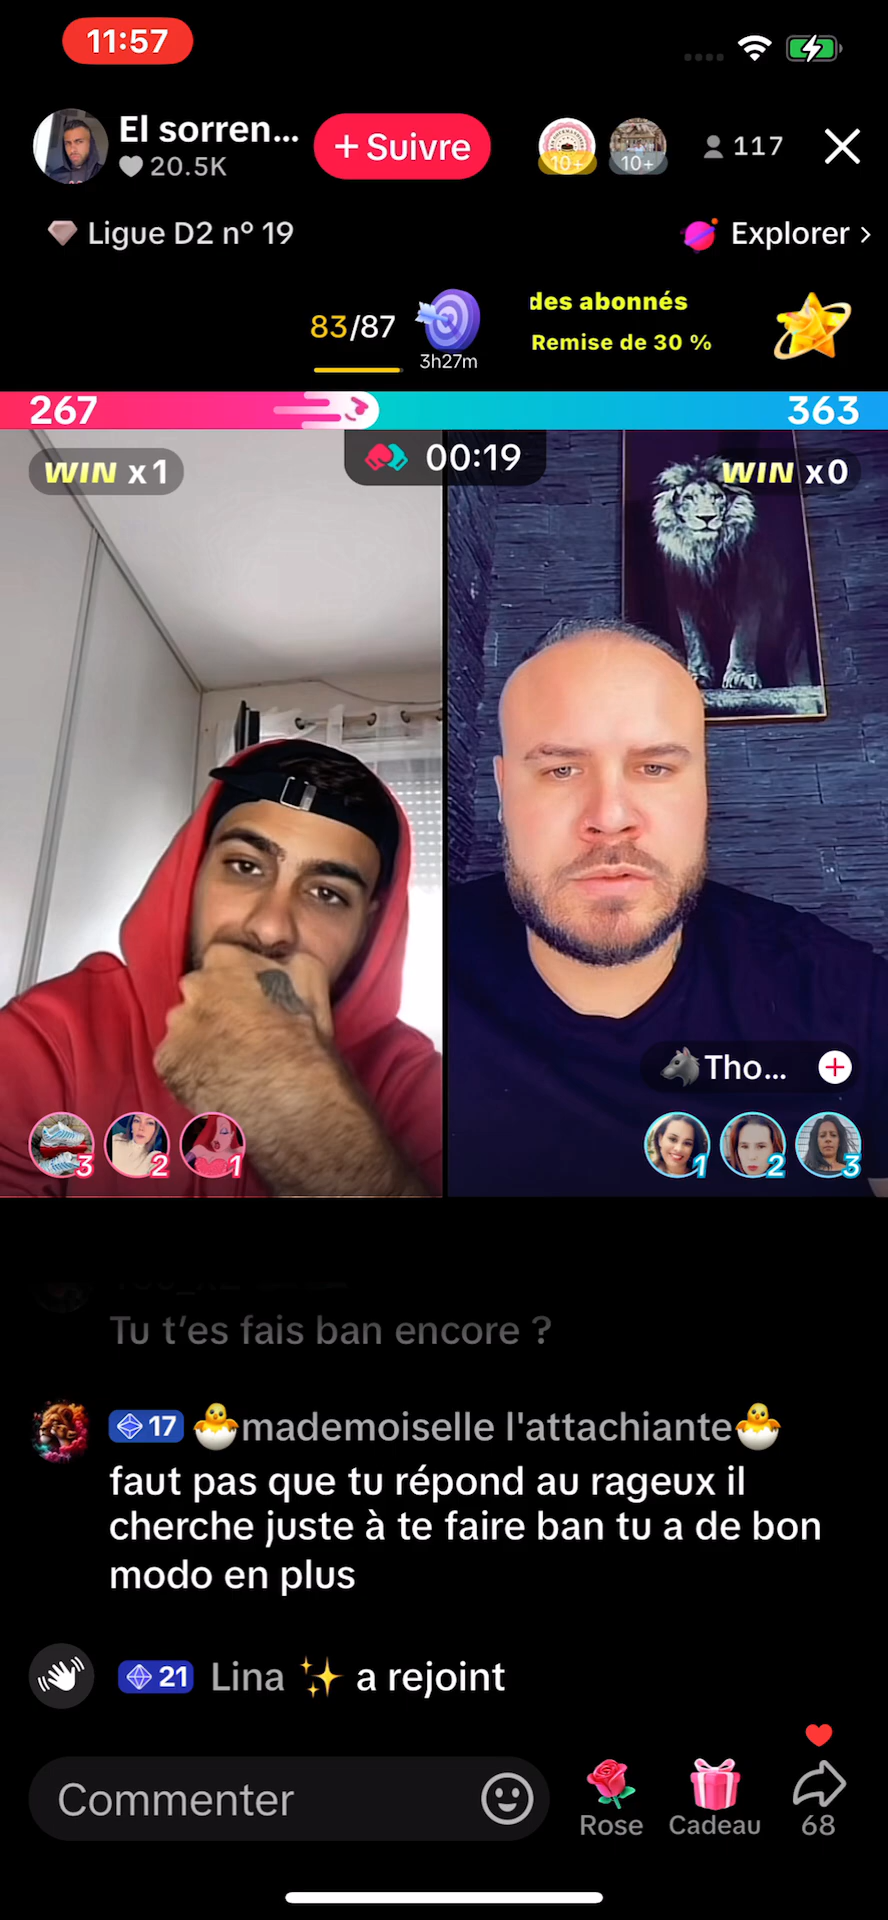 11:57
El sorren...
20.5K
+ Suivre
10+
10+
117
Ligue D2 nº 19
Explorer >
83/87
3h27m
des abonnés
Remise de 30 %
267
363
WIN x1
00:19
WIN x0
Tho...
3
2
1
1
2
3
Tu t'es fais ban encore ?
17 🐣mademoiselle l'attachiante🐣
faut pas que tu répond au rageux il
cherche juste à te faire ban tu a de bon
modo en plus
21 Lina ✨ a rejoint
Commenter
Rose
Cadeau
68